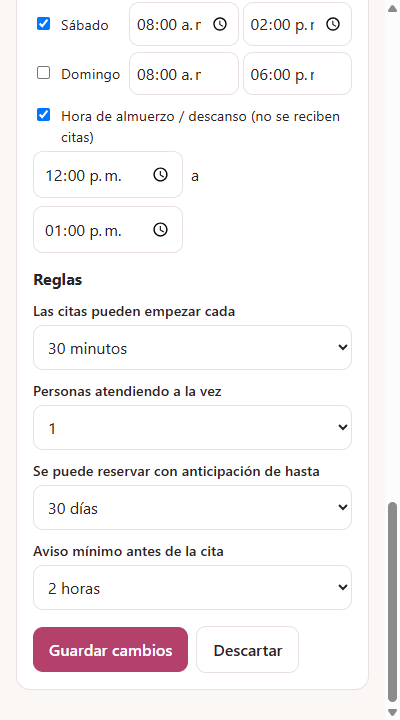 Sábado 08:00 a. r 02:00 p. r
Domingo 08:00 a. r 06:00 p. r
Hora de almuerzo / descanso (no se reciben
citas)
12:00 p. m. a
01:00 p. m.
Reglas
Las citas pueden empezar cada
30 minutos
Personas atendiendo a la vez
1
Se puede reservar con anticipación de hasta
30 días
Aviso mínimo antes de la cita
2 horas
Guardar cambios Descartar